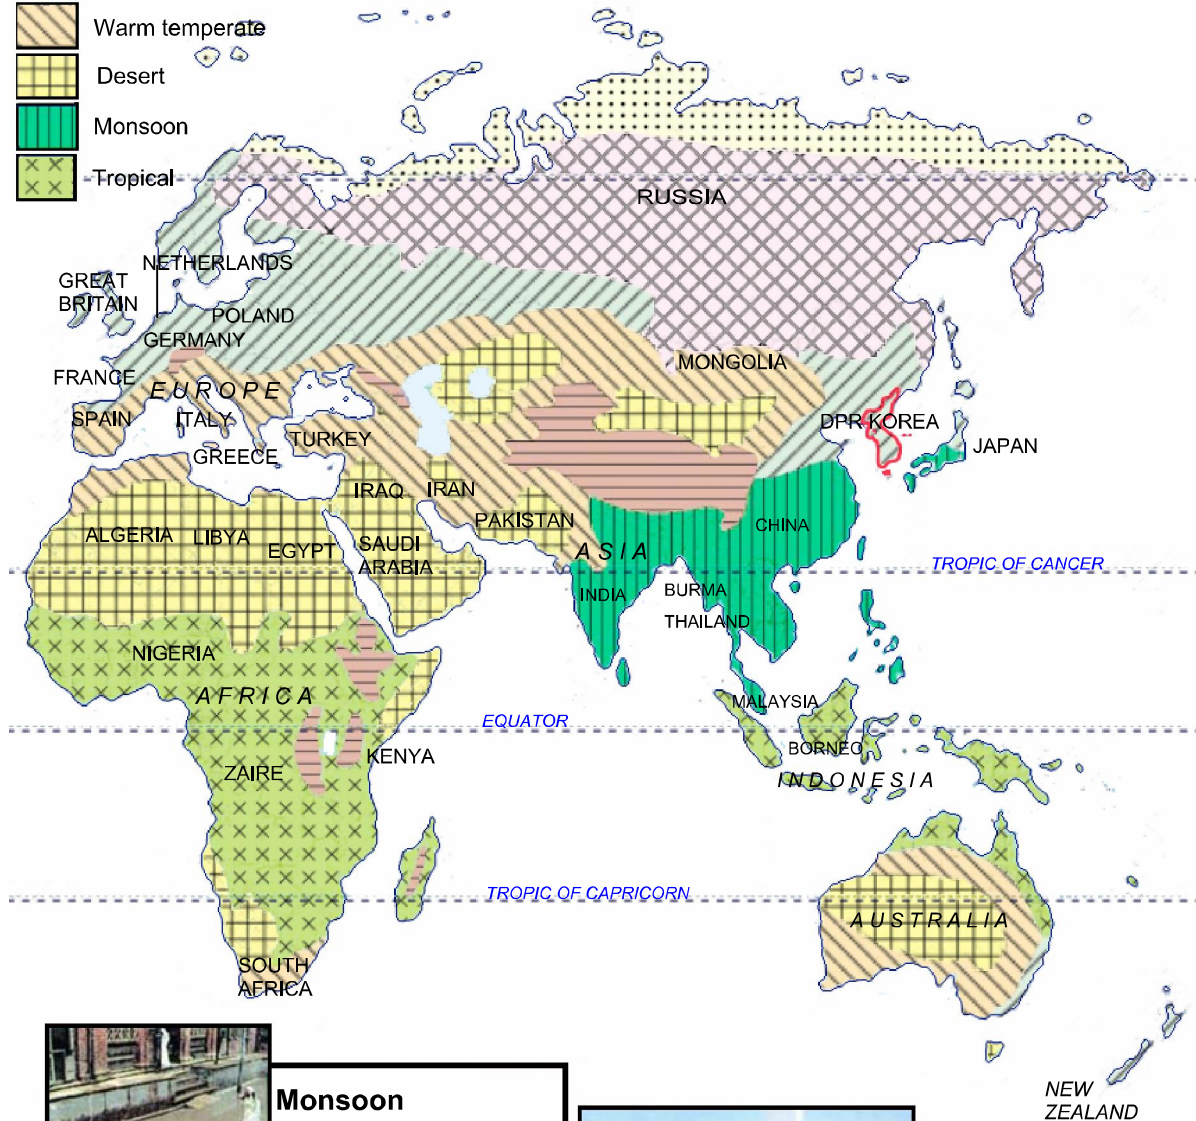 Warm temperate
Desert
Monsoon
Tropical
RUSSIA
NETHERLANDS
GREAT
BRITAIN
POLAND
GERMANY
FRANCE
EUROPE
SPAIN
ITALY
GREECE
TURKEY
MONGOLIA
DPR KOREA
JAPAN
IRAQ
IRAN
PAKISTAN
ALGERIA
LIBYA
EGYPT
SAUDI
ARABIA
ASIA
CHINA
TROPIC OF CANCER
INDIA
BURMA
THAILAND
NIGERIA
AFRICA
MALAYSIA
EQUATOR
BORNEO
KENYA
ZAIRE
INDONESIA
TROPIC OF CAPRICORN
AUSTRALIA
SOUTH
AFRICA
Monsoon
NEW
ZEALAND